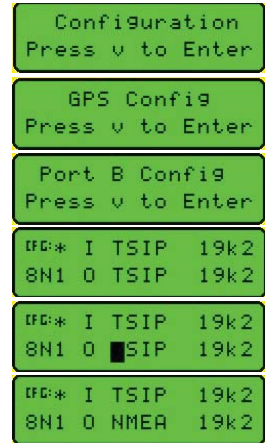 Configuration
Press v to Enter
GPS Config
Press v to Enter
Port B Config
Press v to Enter
CFG:* I TSIP 19k2
8N1 O TSIP 19k2
CFG:* I TSIP 19k2
8N1 O █SIP 19k2
CFG:* I TSIP 19k2
8N1 O NMEA 19k2